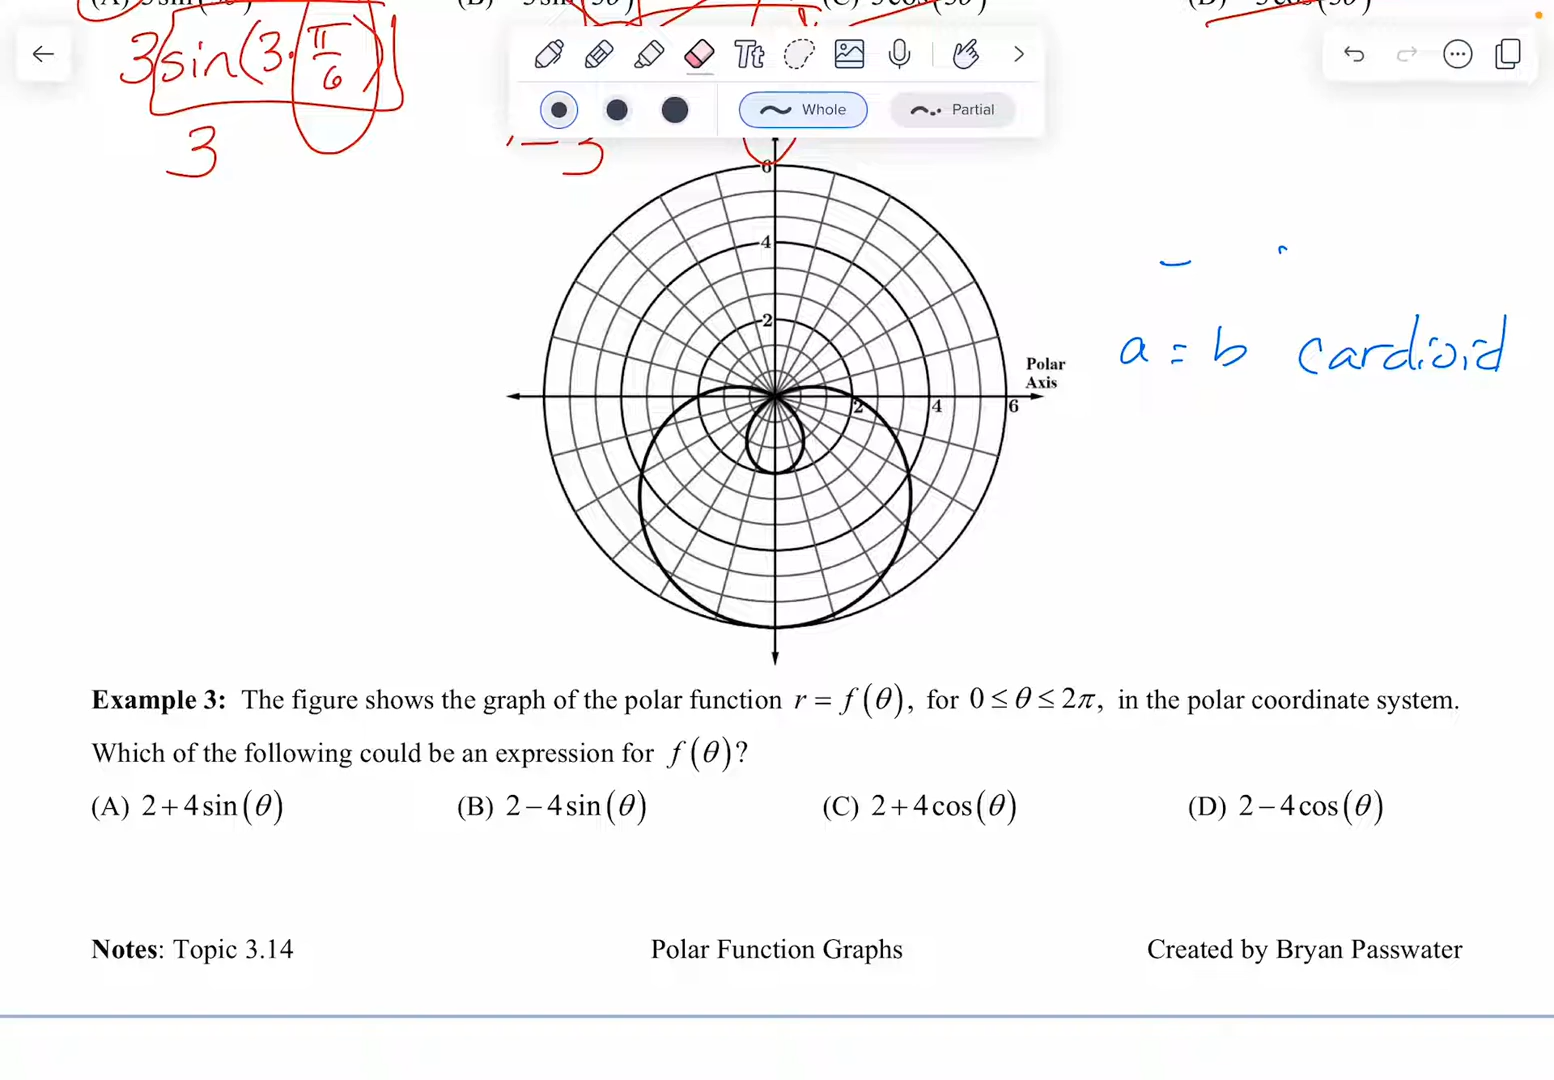 3 sin(3·π/6)
3
Tt
Whole
Partial
-3
6
4
2
Polar
Axis
2 4 6
a = b cardioid
Example 3: The figure shows the graph of the polar function r = f(θ), for 0 ≤ θ ≤ 2π, in the polar coordinate system.
Which of the following could be an expression for f(θ)?
(A) 2+4sin(θ) (B) 2−4sin(θ) (C) 2+4cos(θ) (D) 2−4cos(θ)
Notes: Topic 3.14 Polar Function Graphs Created by Bryan Passwater